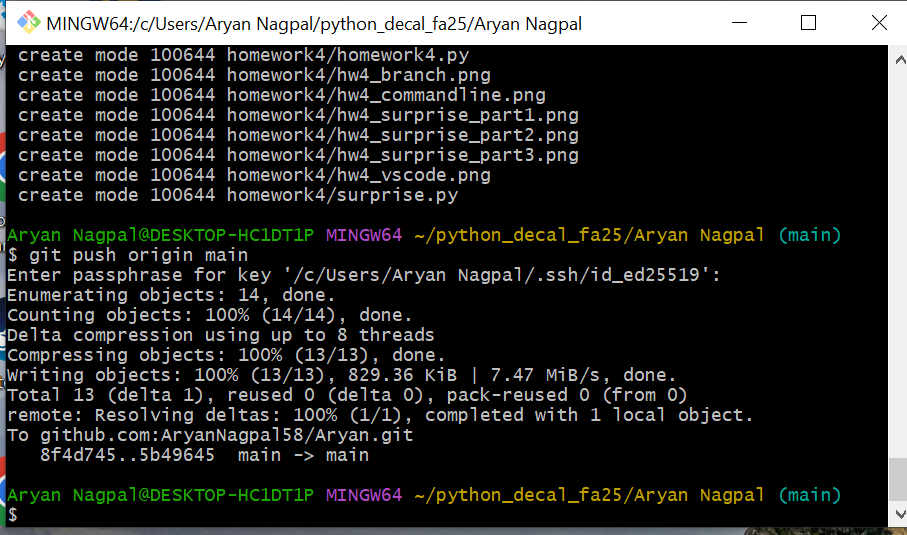 MINGW64:/c/Users/Aryan Nagpal/python_decal_fa25/Aryan Nagpal
create mode 100644 homework4/homework4.py
create mode 100644 homework4/hw4_branch.png
create mode 100644 homework4/hw4_commandline.png
create mode 100644 homework4/hw4_surprise_part1.png
create mode 100644 homework4/hw4_surprise_part2.png
create mode 100644 homework4/hw4_surprise_part3.png
create mode 100644 homework4/hw4_vscode.png
create mode 100644 homework4/surprise.py
Aryan Nagpal@DESKTOP-HC1DT1P MINGW64 ~/python_decal_fa25/Aryan Nagpal (main)
$ git push origin main
Enter passphrase for key '/c/Users/Aryan Nagpal/.ssh/id_ed25519':
Enumerating objects: 14, done.
Counting objects: 100% (14/14), done.
Delta compression using up to 8 threads
Compressing objects: 100% (13/13), done.
Writing objects: 100% (13/13), 829.36 KiB | 7.47 MiB/s, done.
Total 13 (delta 1), reused 0 (delta 0), pack-reused 0 (from 0)
remote: Resolving deltas: 100% (1/1), completed with 1 local object.
To github.com:AryanNagpal58/Aryan.git
8f4d745..5b49645  main -> main
Aryan Nagpal@DESKTOP-HC1DT1P MINGW64 ~/python_decal_fa25/Aryan Nagpal (main)
$